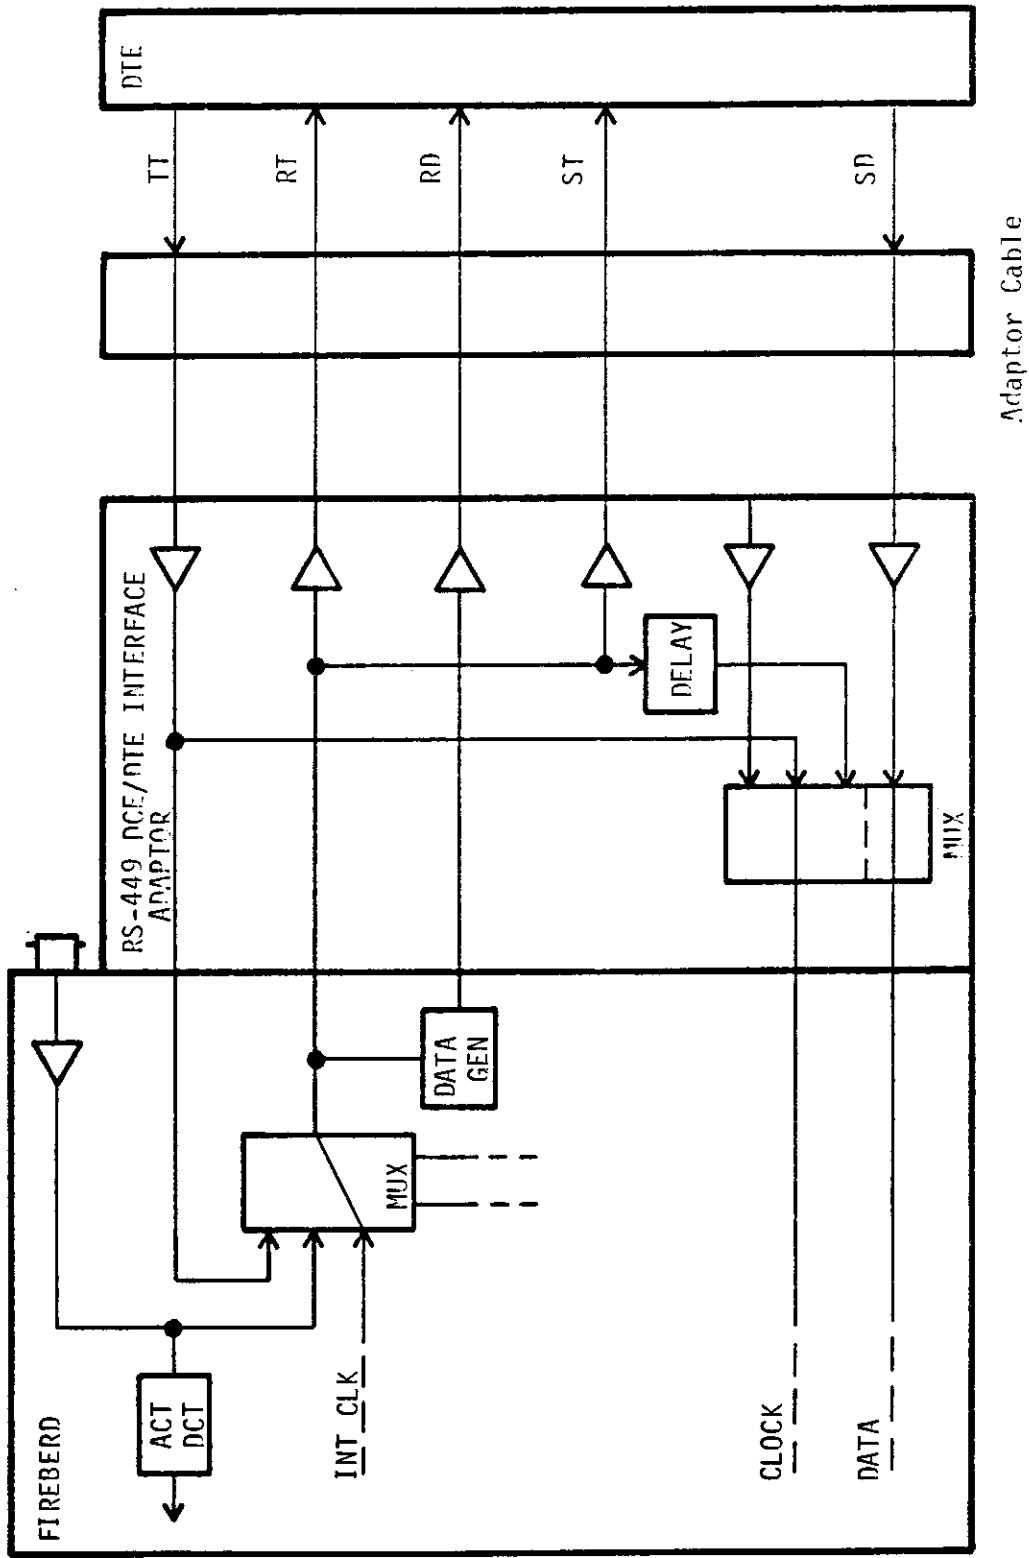 FIREBERD
ACT
DCT
INT CLK
MUX
DATA
GEN
CLOCK
DATA
RS-449 DCE/DTE INTERFACE
ADAPTOR
DELAY
MUX
TT
RT
RD
ST
SD
DTE
Adaptor Cable